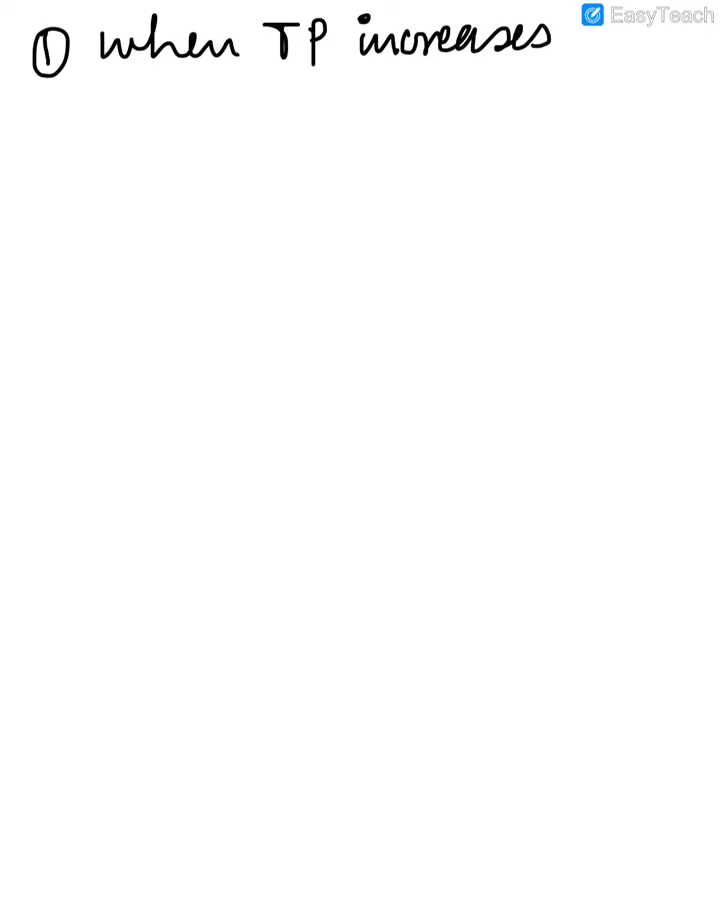 ① when TP increases
EasyTeach